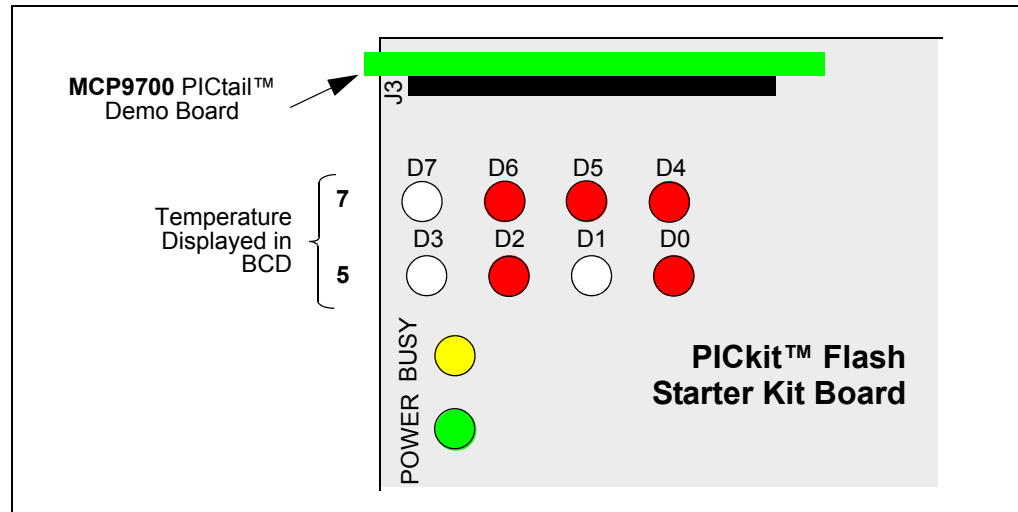 MCP9700 PICtail™
Demo Board
J3
D7 D6 D5 D4
7
Temperature
Displayed in
BCD
D3 D2 D1 D0
5
BUSY
POWER
PICkit™ Flash
Starter Kit Board